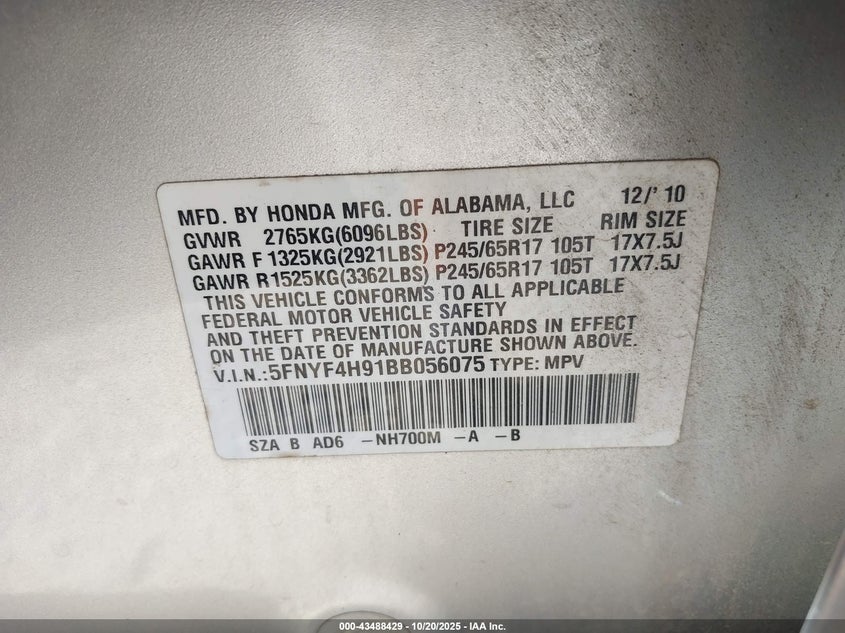 MFD. BY HONDA MFG. OF ALABAMA, LLC 12/' 10
GVWR 2765KG(6096LBS) TIRE SIZE RIM SIZE
GAWR F 1325KG(2921LBS) P245/65R17 105T 17X7.5J
GAWR R1525KG(3362LBS) P245/65R17 105T 17X7.5J
THIS VEHICLE CONFORMS TO ALL APPLICABLE
FEDERAL MOTOR VEHICLE SAFETY
AND THEFT PREVENTION STANDARDS IN EFFECT
ON THE DATE OF MANUFACTURE SHOWN ABOVE.
V.I.N.:5FNYF4H91BB056075 TYPE: MPV
SZA B AD6 -NH700M -A -B
000-43488429 - 10/20/2025 - IAA Inc.